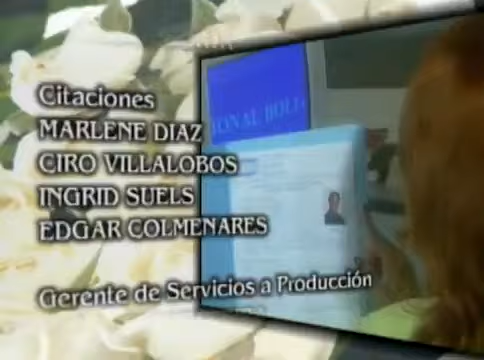 Citaciones
MARLENE DIAZ
CIRO VILLALOBOS
INGRID SUELS
EDGAR COLMENARES
Gerente de Servicios a Producción